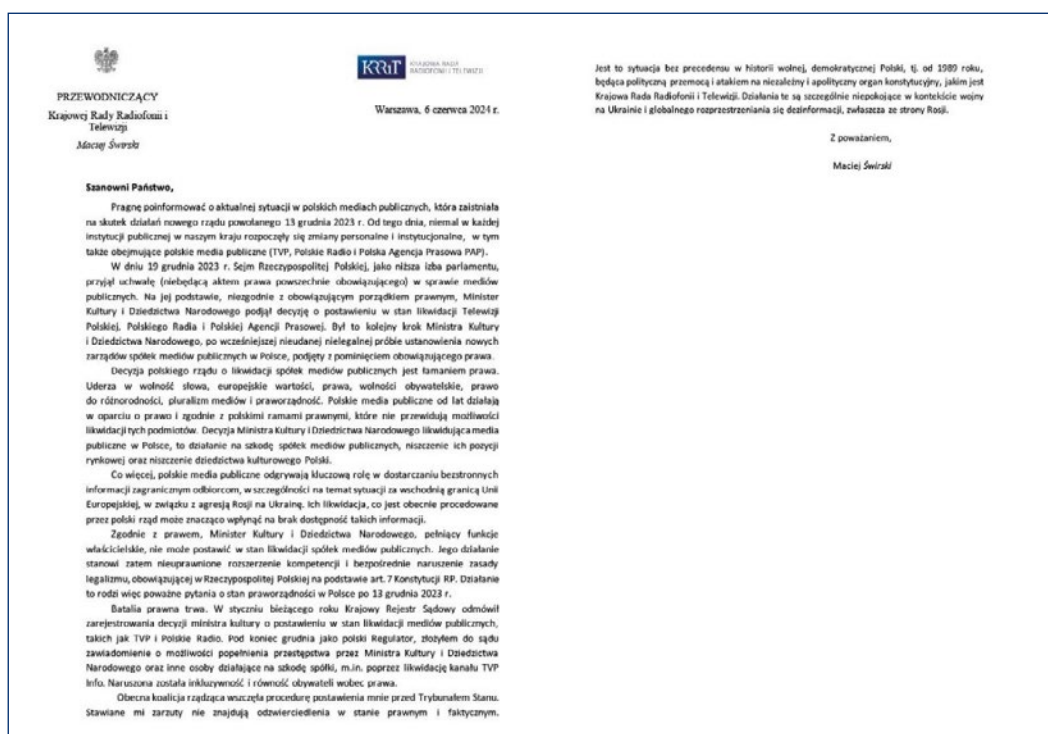 PRZEWODNICZĄCY
Krajowej Rady Radiofonii i
Telewizji
Maciej Świrski
KRRiT KRAJOWA RADA
RADIOFONII I TELEWIZJI
Warszawa, 6 czerwca 2024 r.
Szanowni Państwo,
Pragnę poinformować o aktualnej sytuacji w polskich mediach publicznych, która zaistniała
na skutek działań nowego rządu powołanego 13 grudnia 2023 r. Od tego dnia, niemal w każdej
instytucji publicznej w naszym kraju rozpoczęły się zmiany personalne i instytucjonalne, w tym
także obejmujące polskie media publiczne (TVP, Polskie Radio i Polska Agencja Prasowa PAP).
W dniu 19 grudnia 2023 r. Sejm Rzeczypospolitej Polskiej, jako niższa izba parlamentu,
przyjął uchwałę (niebędącą aktem prawa powszechnie obowiązującego) w sprawie mediów
publicznych. Na jej podstawie, niezgodnie z obowiązującym porządkiem prawnym, Minister
Kultury i Dziedzictwa Narodowego podjął decyzję o postawieniu w stan likwidacji Telewizji
Polskiej, Polskiego Radia i Polskiej Agencji Prasowej. Był to kolejny krok Ministra Kultury
i Dziedzictwa Narodowego, po wcześniejszej nieudanej nielegalnej próbie ustanowienia nowych
zarządów spółek mediów publicznych w Polsce, podjęty z pominięciem obowiązującego prawa.
Decyzja polskiego rządu o likwidacji spółek mediów publicznych jest łamaniem prawa.
Uderza w wolność słowa, europejskie wartości, prawa, wolności obywatelskie, prawo
do różnorodności, pluralizm mediów i praworządność. Polskie media publiczne od lat działają
w oparciu o prawo i zgodnie z polskimi ramami prawnymi, które nie przewidują możliwości
likwidacji tych podmiotów. Decyzja Ministra Kultury i Dziedzictwa Narodowego likwidująca media
publiczne w Polsce, to działanie na szkodę spółek mediów publicznych, niszczenie ich pozycji
rynkowej oraz niszczenie dziedzictwa kulturowego Polski.
Co więcej, polskie media publiczne odgrywają kluczową rolę w dostarczaniu bezstronnych
informacji zagranicznym odbiorcom, w szczególności na temat sytuacji za wschodnią granicą Unii
Europejskiej, w związku z agresją Rosji na Ukrainę. Ich likwidacja, co jest obecnie procedowane
przez polski rząd może znacząco wpłynąć na brak dostępność takich informacji.
Zgodnie z prawem, Minister Kultury i Dziedzictwa Narodowego, pełniący funkcje
właścicielskie, nie może postawić w stan likwidacji spółek mediów publicznych. Jego działanie
stanowi zatem nieuprawnione rozszerzenie kompetencji i bezpośrednie naruszenie zasady
legalizmu, obowiązującej w Rzeczypospolitej Polskiej na podstawie art. 7 Konstytucji RP. Działanie
to rodzi więc poważne pytania o stan praworządności w Polsce po 13 grudnia 2023 r.
Batalia prawna trwa. W styczniu bieżącego roku Krajowy Rejestr Sądowy odmówił
zarejestrowania decyzji ministra kultury o postawieniu w stan likwidacji mediów publicznych,
takich jak TVP i Polskie Radio. Pod koniec grudnia jako polski Regulator, złożyłem do sądu
zawiadomienie o możliwości popełnienia przestępstwa przez Ministra Kultury i Dziedzictwa
Narodowego oraz inne osoby działające na szkodę spółki, m.in. poprzez likwidację kanału TVP
Info. Naruszona została inkluzywność i równość obywateli wobec prawa.
Obecna koalicja rządząca wszczęła procedurę postawienia mnie przed Trybunałem Stanu.
Stawiane mi zarzuty nie znajdują odzwierciedlenia w stanie prawnym i faktycznym.
Jest to sytuacja bez precedensu w historii wolnej, demokratycznej Polski, tj. od 1989 roku,
będąca polityczną przemocą i atakiem na niezależny i apolityczny organ konstytucyjny, jakim jest
Krajowa Rada Radiofonii i Telewizji. Działania te są szczególnie niepokojące w kontekście wojny
na Ukrainie i globalnego rozprzestrzeniania się dezinformacji, zwłaszcza ze strony Rosji.
Z poważaniem,
Maciej Świrski